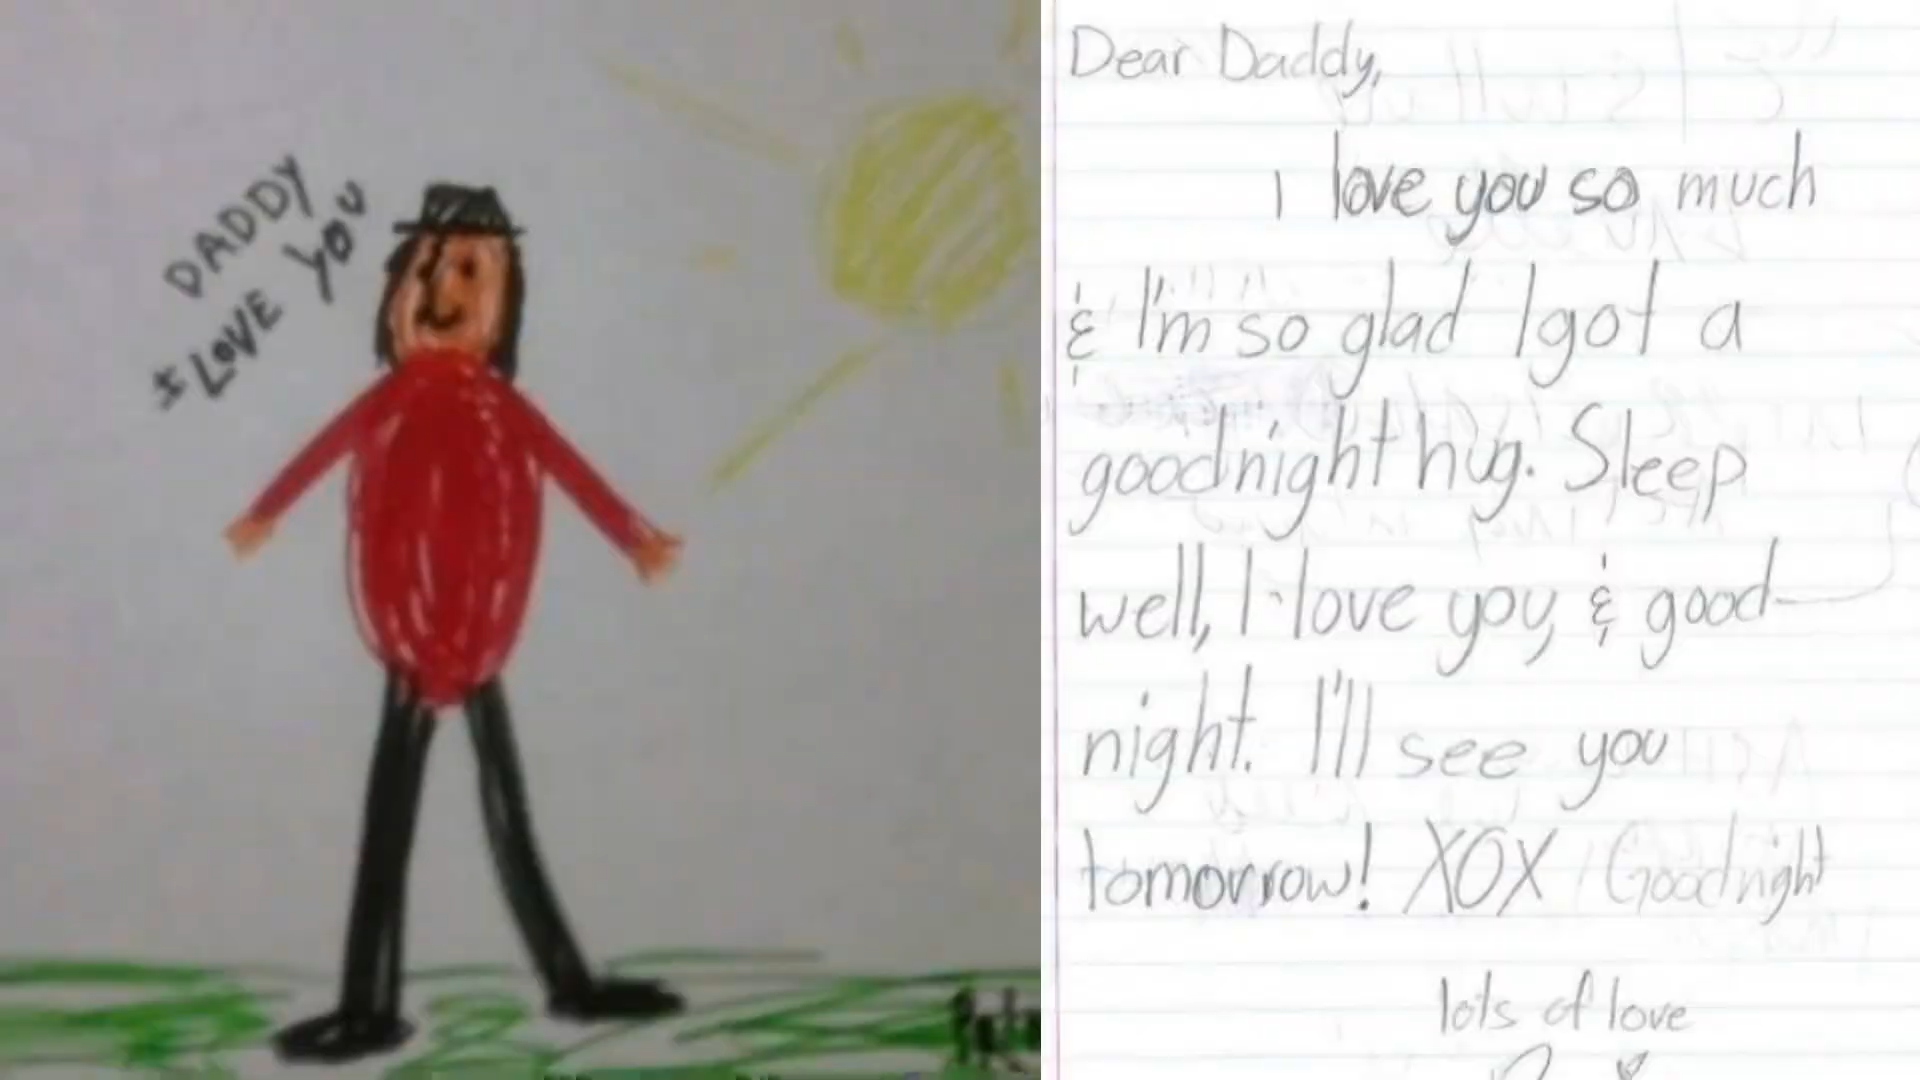 DADDY
I LOVE YOU
Dear Daddy,
I love you so much
& I'm so glad I got a
goodnight hug. Sleep
well, I love you, & good
night. I'll see you
tomorrow! XOX Goodnight
lots of love